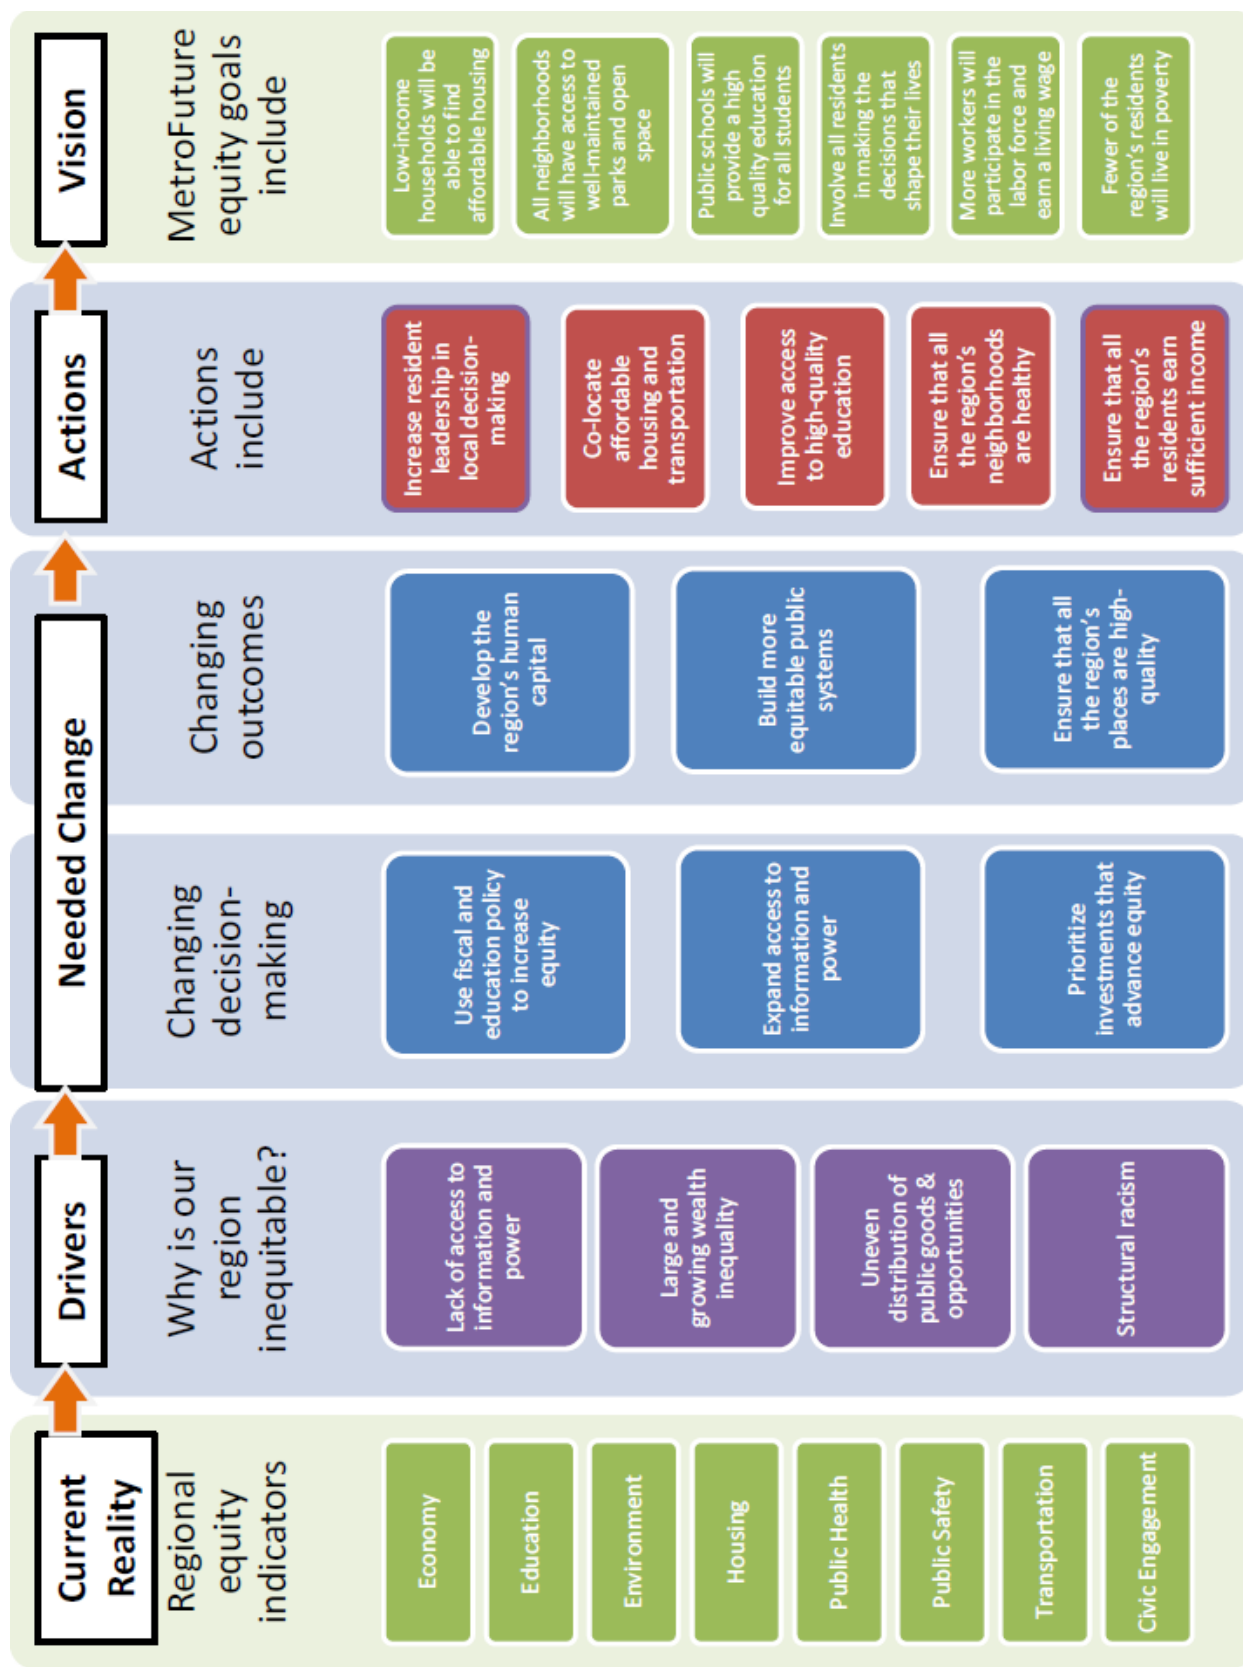 Current
Reality
Regional
equity
indicators
Economy
Education
Environment
Housing
Public Health
Public Safety
Transportation
Civic Engagement
Drivers
Why is our
region
inequitable?
Lack of access to
information and
power
Large and
growing wealth
inequality
Uneven
distribution of
public goods &
opportunities
Structural racism
Needed Change
Changing
decision-
making
Use fiscal and
education policy
to increase
equity
Expand access to
information and
power
Prioritize
investments that
advance equity
Changing
outcomes
Develop the
region's human
capital
Build more
equitable public
systems
Ensure that all
the region's
places are high-
quality
Actions
Actions
include
Increase resident
leadership in
local decision-
making
Co-locate
affordable
housing and
transportation
Improve access
to high-quality
education
Ensure that all
the region's
neighborhoods
are healthy
Ensure that all
the region's
residents earn
sufficient income
Vision
MetroFuture
equity goals
include
Low-income
households will be
able to find
affordable housing
All neighborhoods
will have access to
well-maintained
parks and open
space
Public schools will
provide a high
quality education
for all students
Involve all residents
in making the
decisions that
shape their lives
More workers will
participate in the
labor force and
earn a living wage
Fewer of the
region's residents
will live in poverty